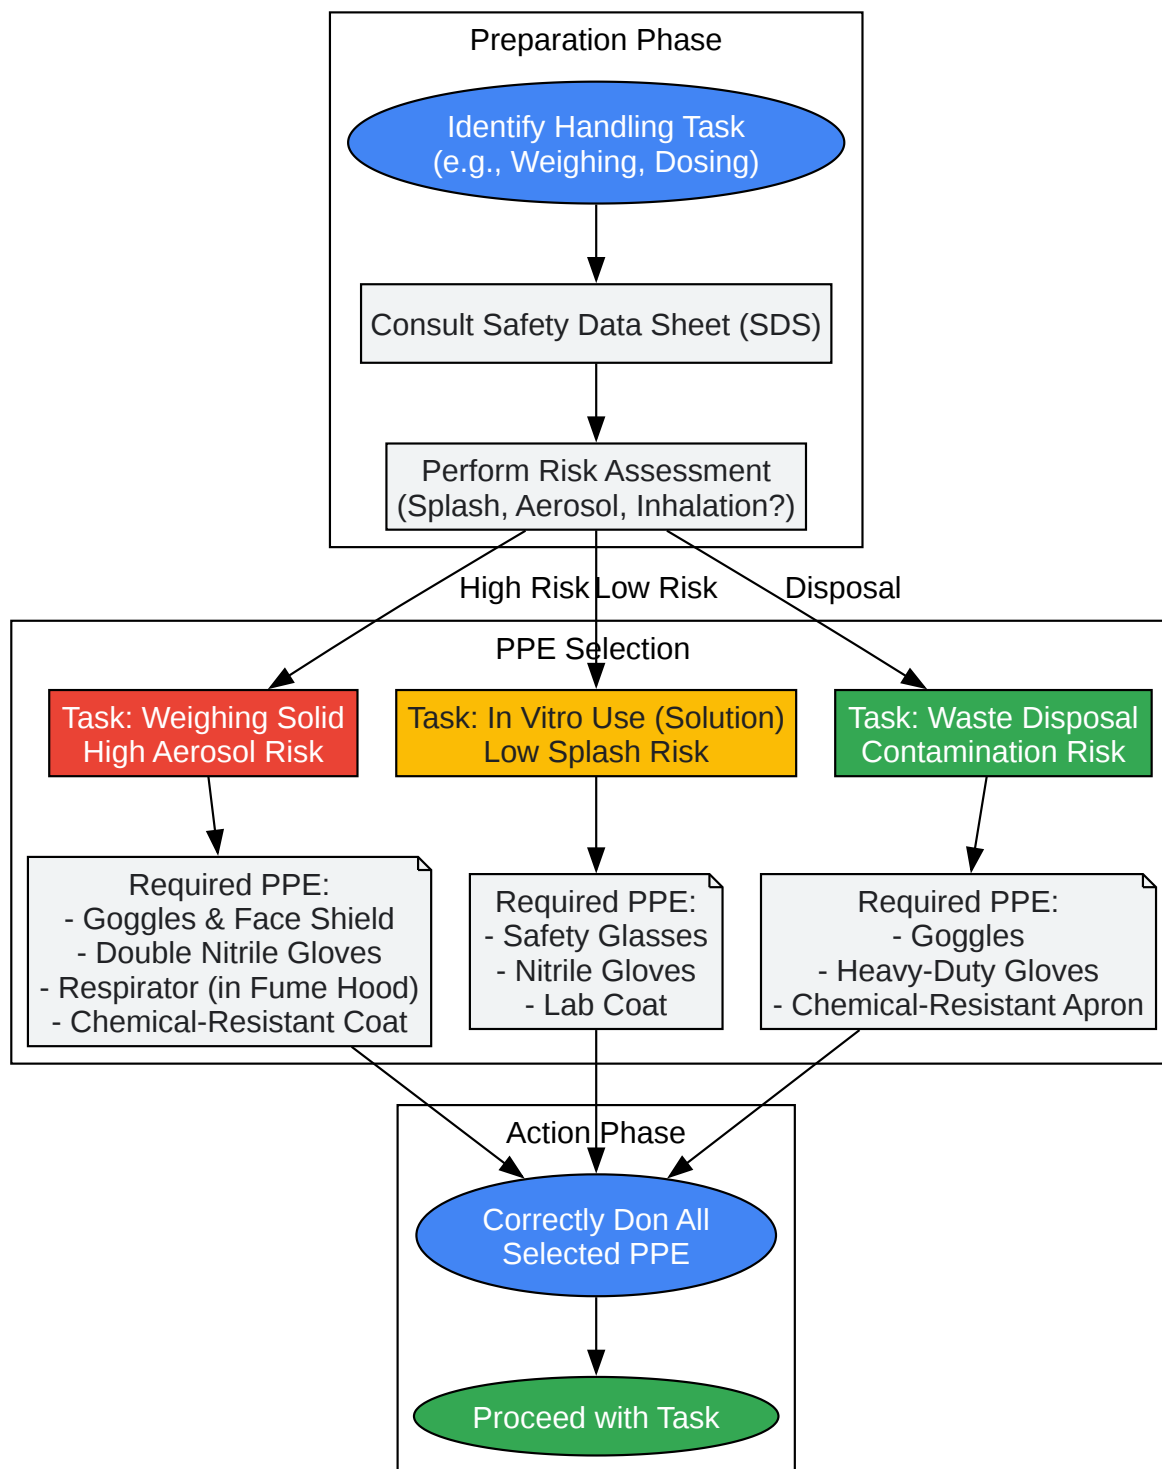 Preparation Phase
Identify Handling Task
(e.g., Weighing, Dosing)
Consult Safety Data Sheet (SDS)
Perform Risk Assessment
(Splash, Aerosol, Inhalation?)
High Risk
Low Risk
Disposal
PPE Selection
Task: Weighing Solid
High Aerosol Risk
Task: In Vitro Use (Solution)
Low Splash Risk
Task: Waste Disposal
Contamination Risk
Required PPE:
- Goggles & Face Shield
- Double Nitrile Gloves
- Respirator (in Fume Hood)
- Chemical-Resistant Coat
Required PPE:
- Safety Glasses
- Nitrile Gloves
- Lab Coat
Required PPE:
- Goggles
- Heavy-Duty Gloves
- Chemical-Resistant Apron
Action Phase
Correctly Don All
Selected PPE
Proceed with Task